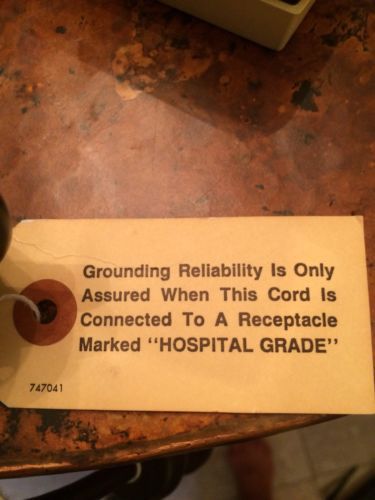 Grounding Reliability Is Only
Assured When This Cord Is
Connected To A Receptacle
Marked ''HOSPITAL GRADE''
747041